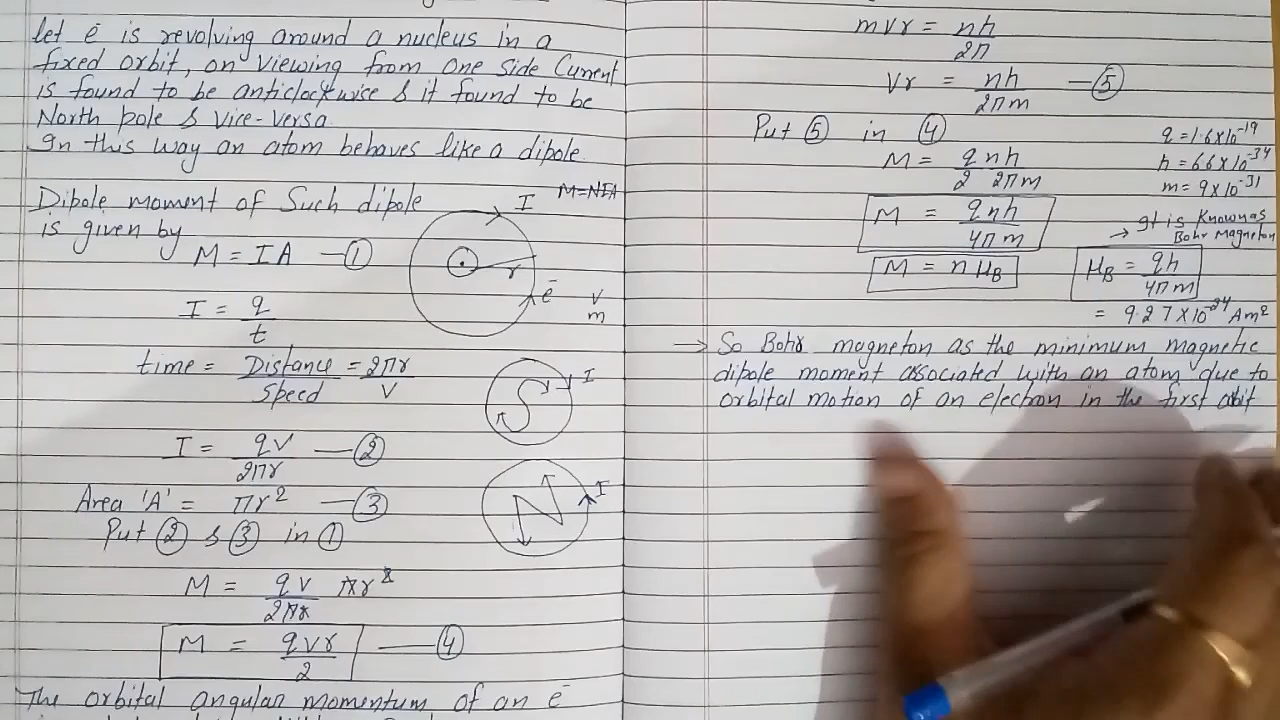 let ē is revolving around a nucleus in a
fixed orbit, on viewing from one side Current
is found to be anticlockwise & it found to be
North pole & vice-versa
In this way an atom behaves like a dipole.
Dipole moment of Such dipole
is given by
M = IA —①
M=NIA
I
r
ē
V
m
I = q/t
time = Distance/Speed = 2πr/V
I
S
I = qv/2πr —②
Area 'A' = πr² —③
I
N
Put ② & ③ in ①
M = qv/2πr πr²
M = qvr/2 —④
The orbital angular momentum of an ē
mvr = nh/2π
Vr = nh/2πm —⑤
Put ⑤ in ④
q = 1.6×10⁻¹⁹
h = 6.6×10⁻³⁴
m = 9×10⁻³¹
M = q nh/2 2πm
M = qnh/4πm
→ It is Known as
Bohr Magneton
M = n μB
μB = qh/4πm
= 9.27×10⁻²⁴ Am²
→ So Bohr magneton as the minimum magnetic
dipole moment associated with an atom due to
orbital motion of an electron in the first orbit